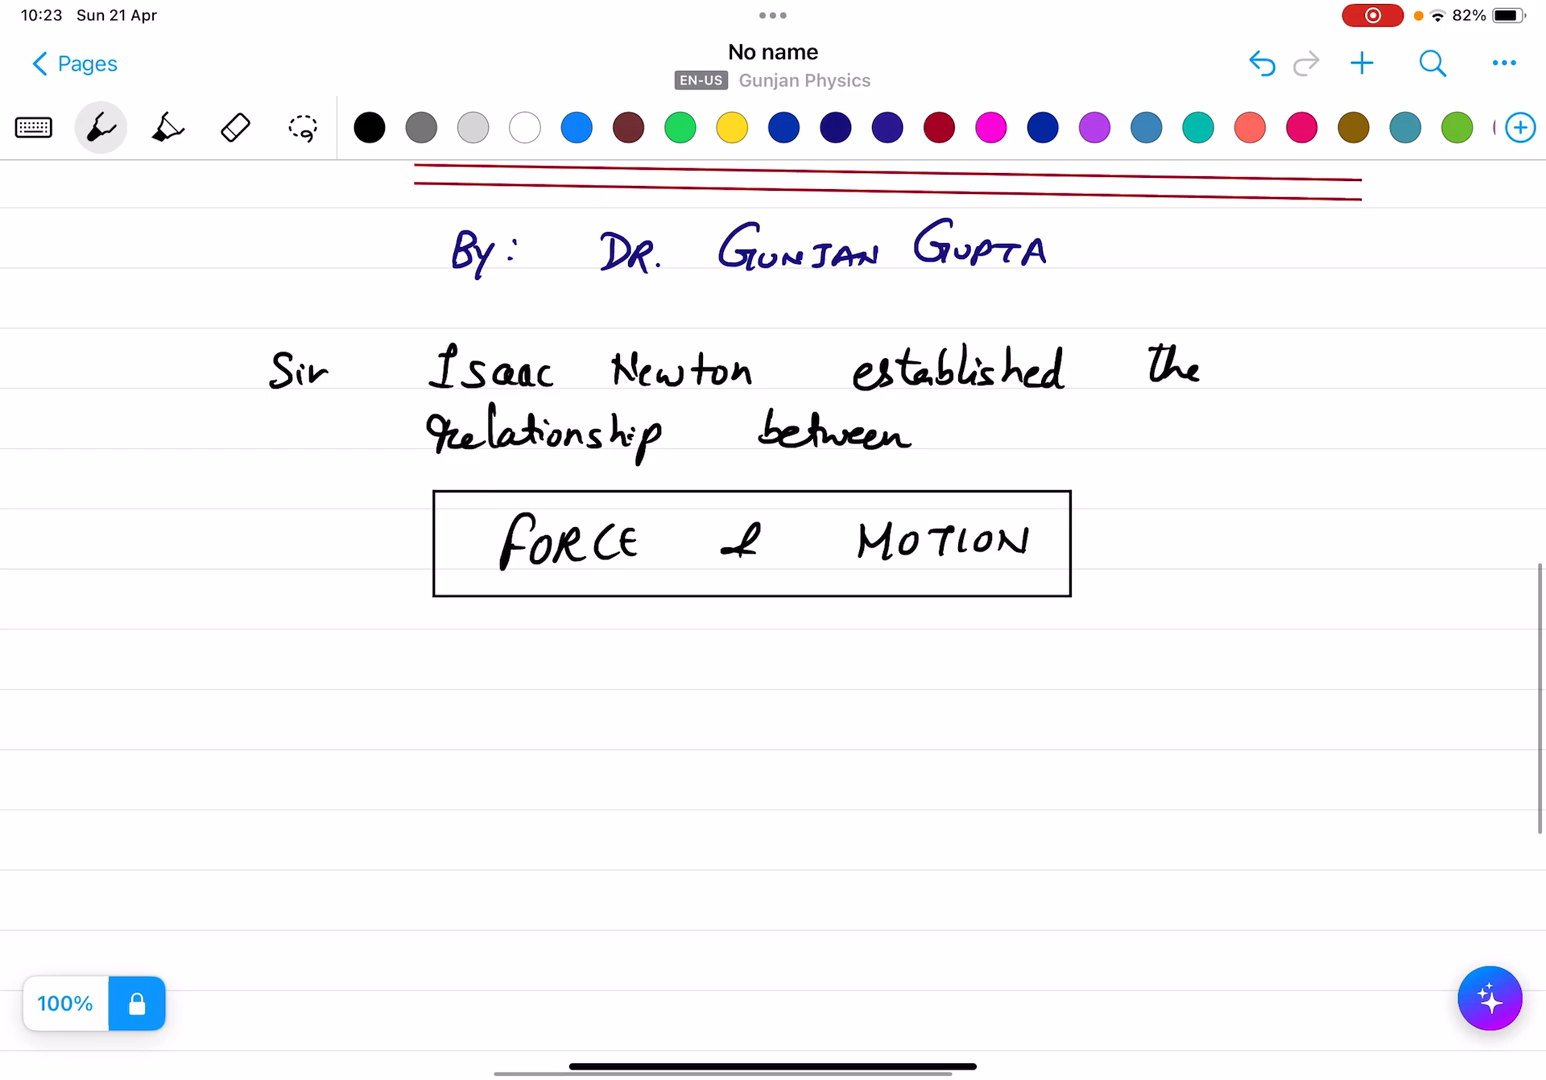 10:23 Sun 21 Apr
82%
Pages
No name
EN-US Gunjan Physics
By: DR. GUNJAN GUPTA
Sir Isaac Newton established the
relationship between
FORCE & MOTION
100%